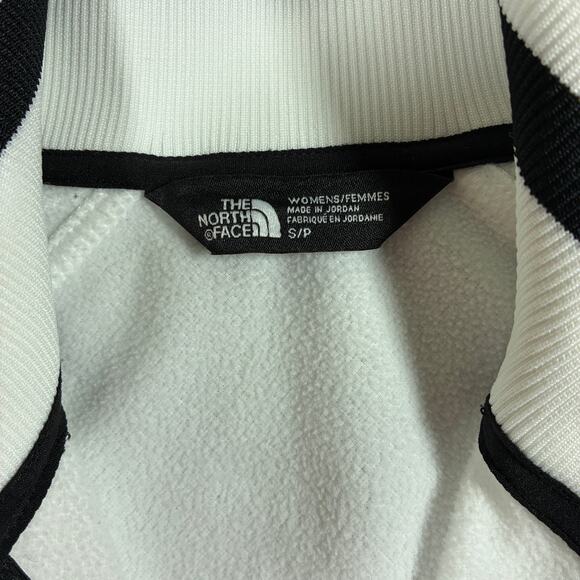 THE
NORTH
®FACE
WOMENS/FEMMES
MADE IN JORDAN
FABRIQUÉ EN JORDANIE
S/P